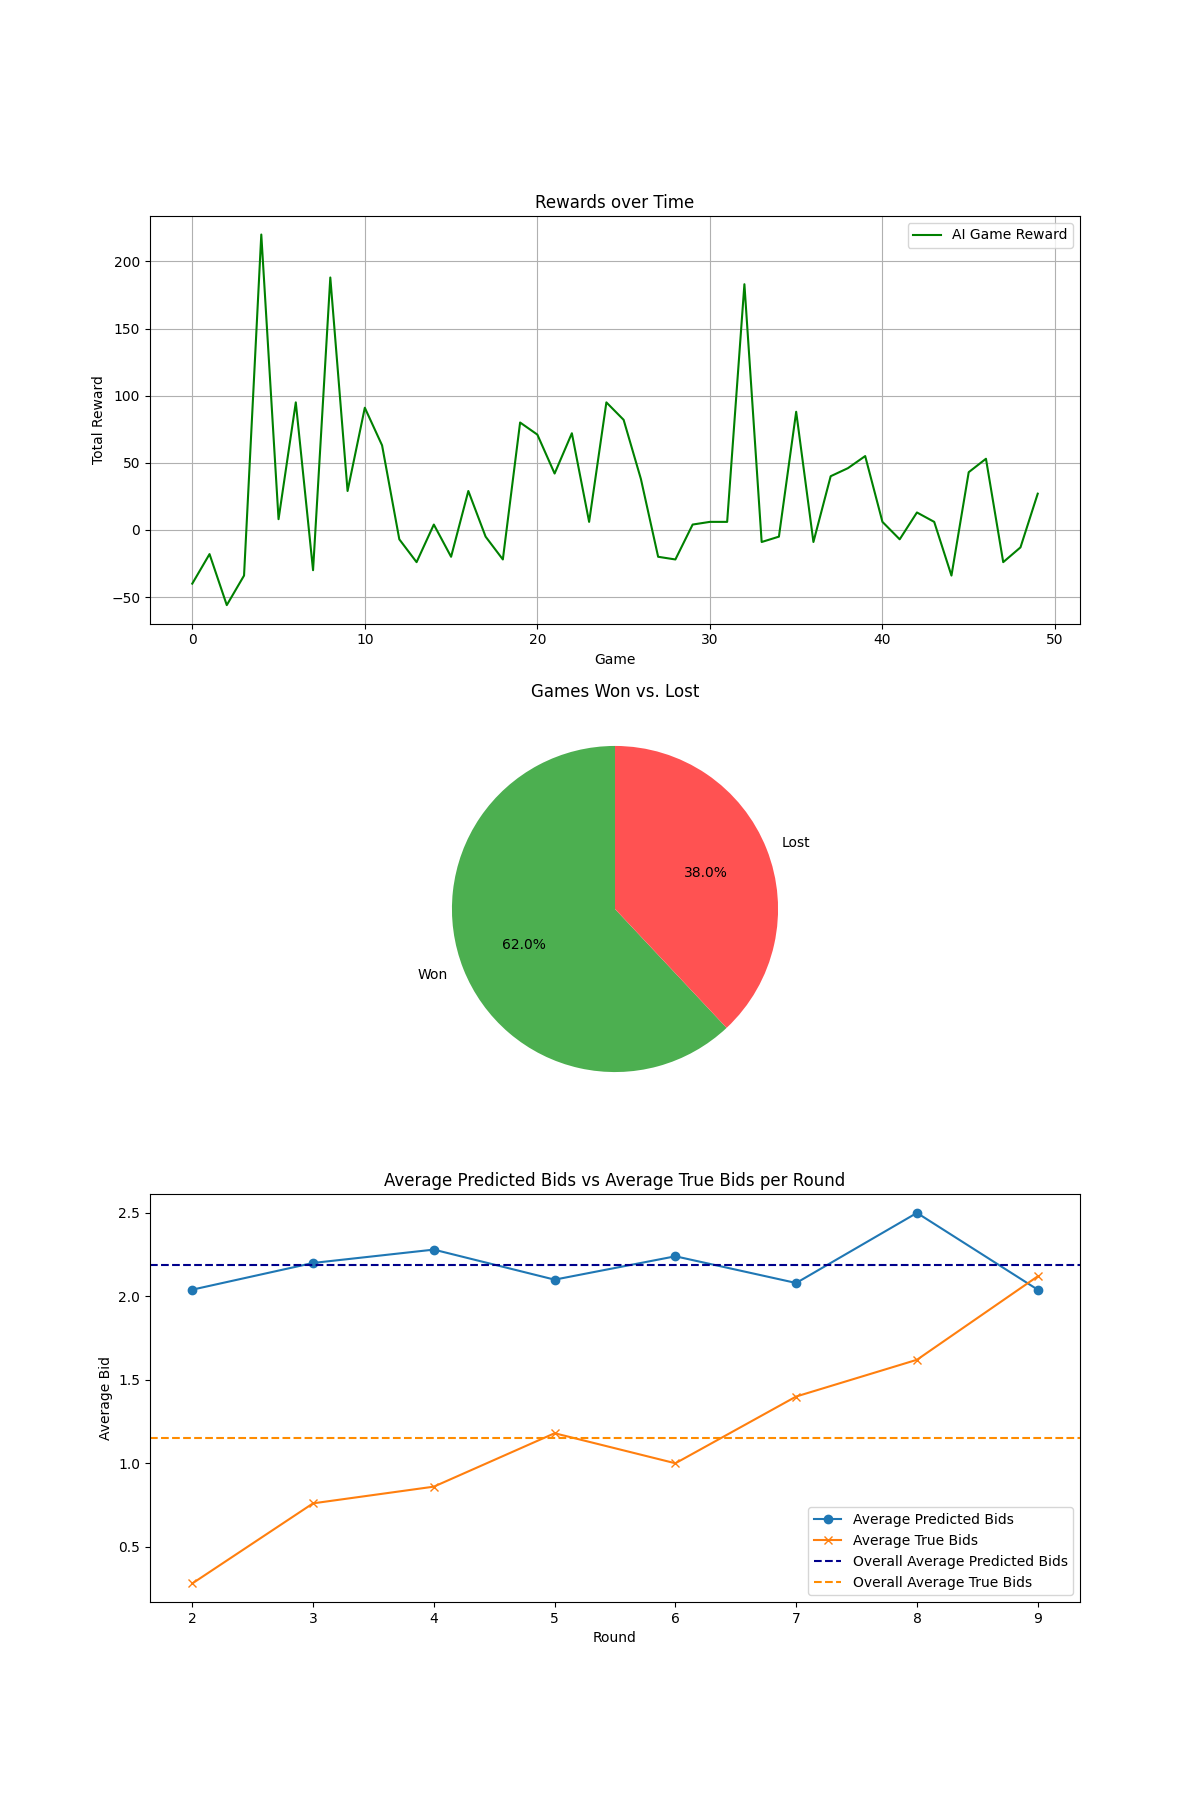 Rewards over Time
AI Game Reward
200
150
100
50
0
−50
Total Reward
0 10 20 30 40 50
Game
Games Won vs. Lost
Lost
38.0%
62.0%
Won
Average Predicted Bids vs Average True Bids per Round
2.5
2.0
1.5
1.0
0.5
Average Bid
Average Predicted Bids
Average True Bids
Overall Average Predicted Bids
Overall Average True Bids
2 3 4 5 6 7 8 9
Round